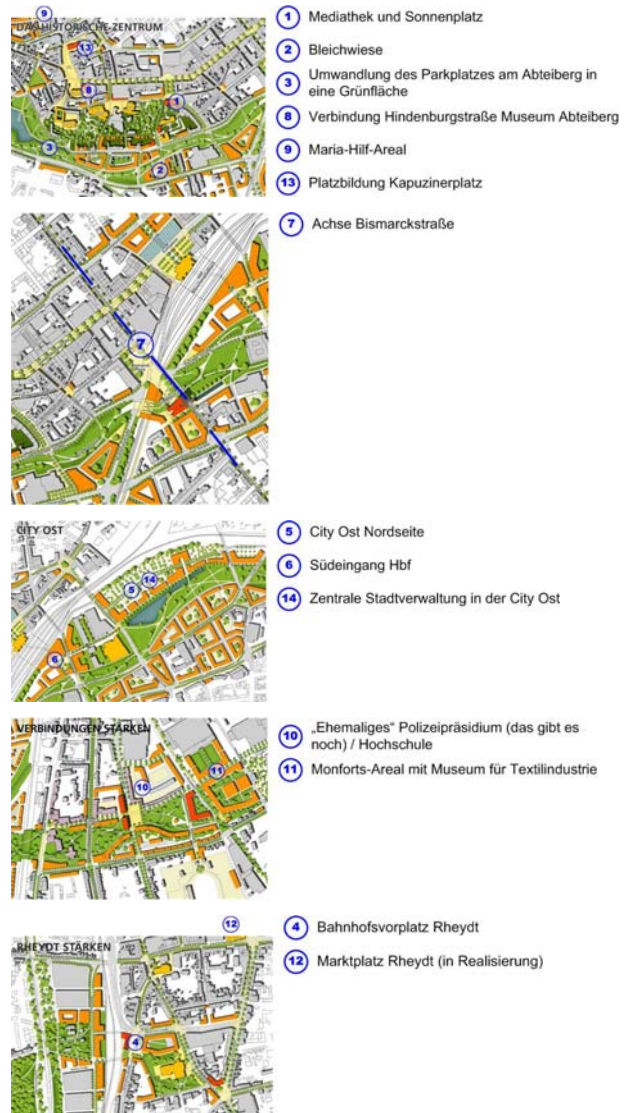 DAS HISTORISCHE ZENTRUM
9
13
8
1
3
2
1 Mediathek und Sonnenplatz
2 Bleichwiese
3 Umwandlung des Parkplatzes am Abteiberg in
eine Grünfläche
8 Verbindung Hindenburgstraße Museum Abteiberg
9 Maria-Hilf-Areal
13 Platzbildung Kapuzinerplatz
7
7 Achse Bismarckstraße
CITY OST
5
14
6
5 City Ost Nordseite
6 Südeingang Hbf
14 Zentrale Stadtverwaltung in der City Ost
VERBINDUNGEN STÄRKEN
10
11
10 „Ehemaliges“ Polizeipräsidium (das gibt es
noch) / Hochschule
11 Monforts-Areal mit Museum für Textilindustrie
12
RHEYDT STÄRKEN
4
4 Bahnhofsvorplatz Rheydt
12 Marktplatz Rheydt (in Realisierung)